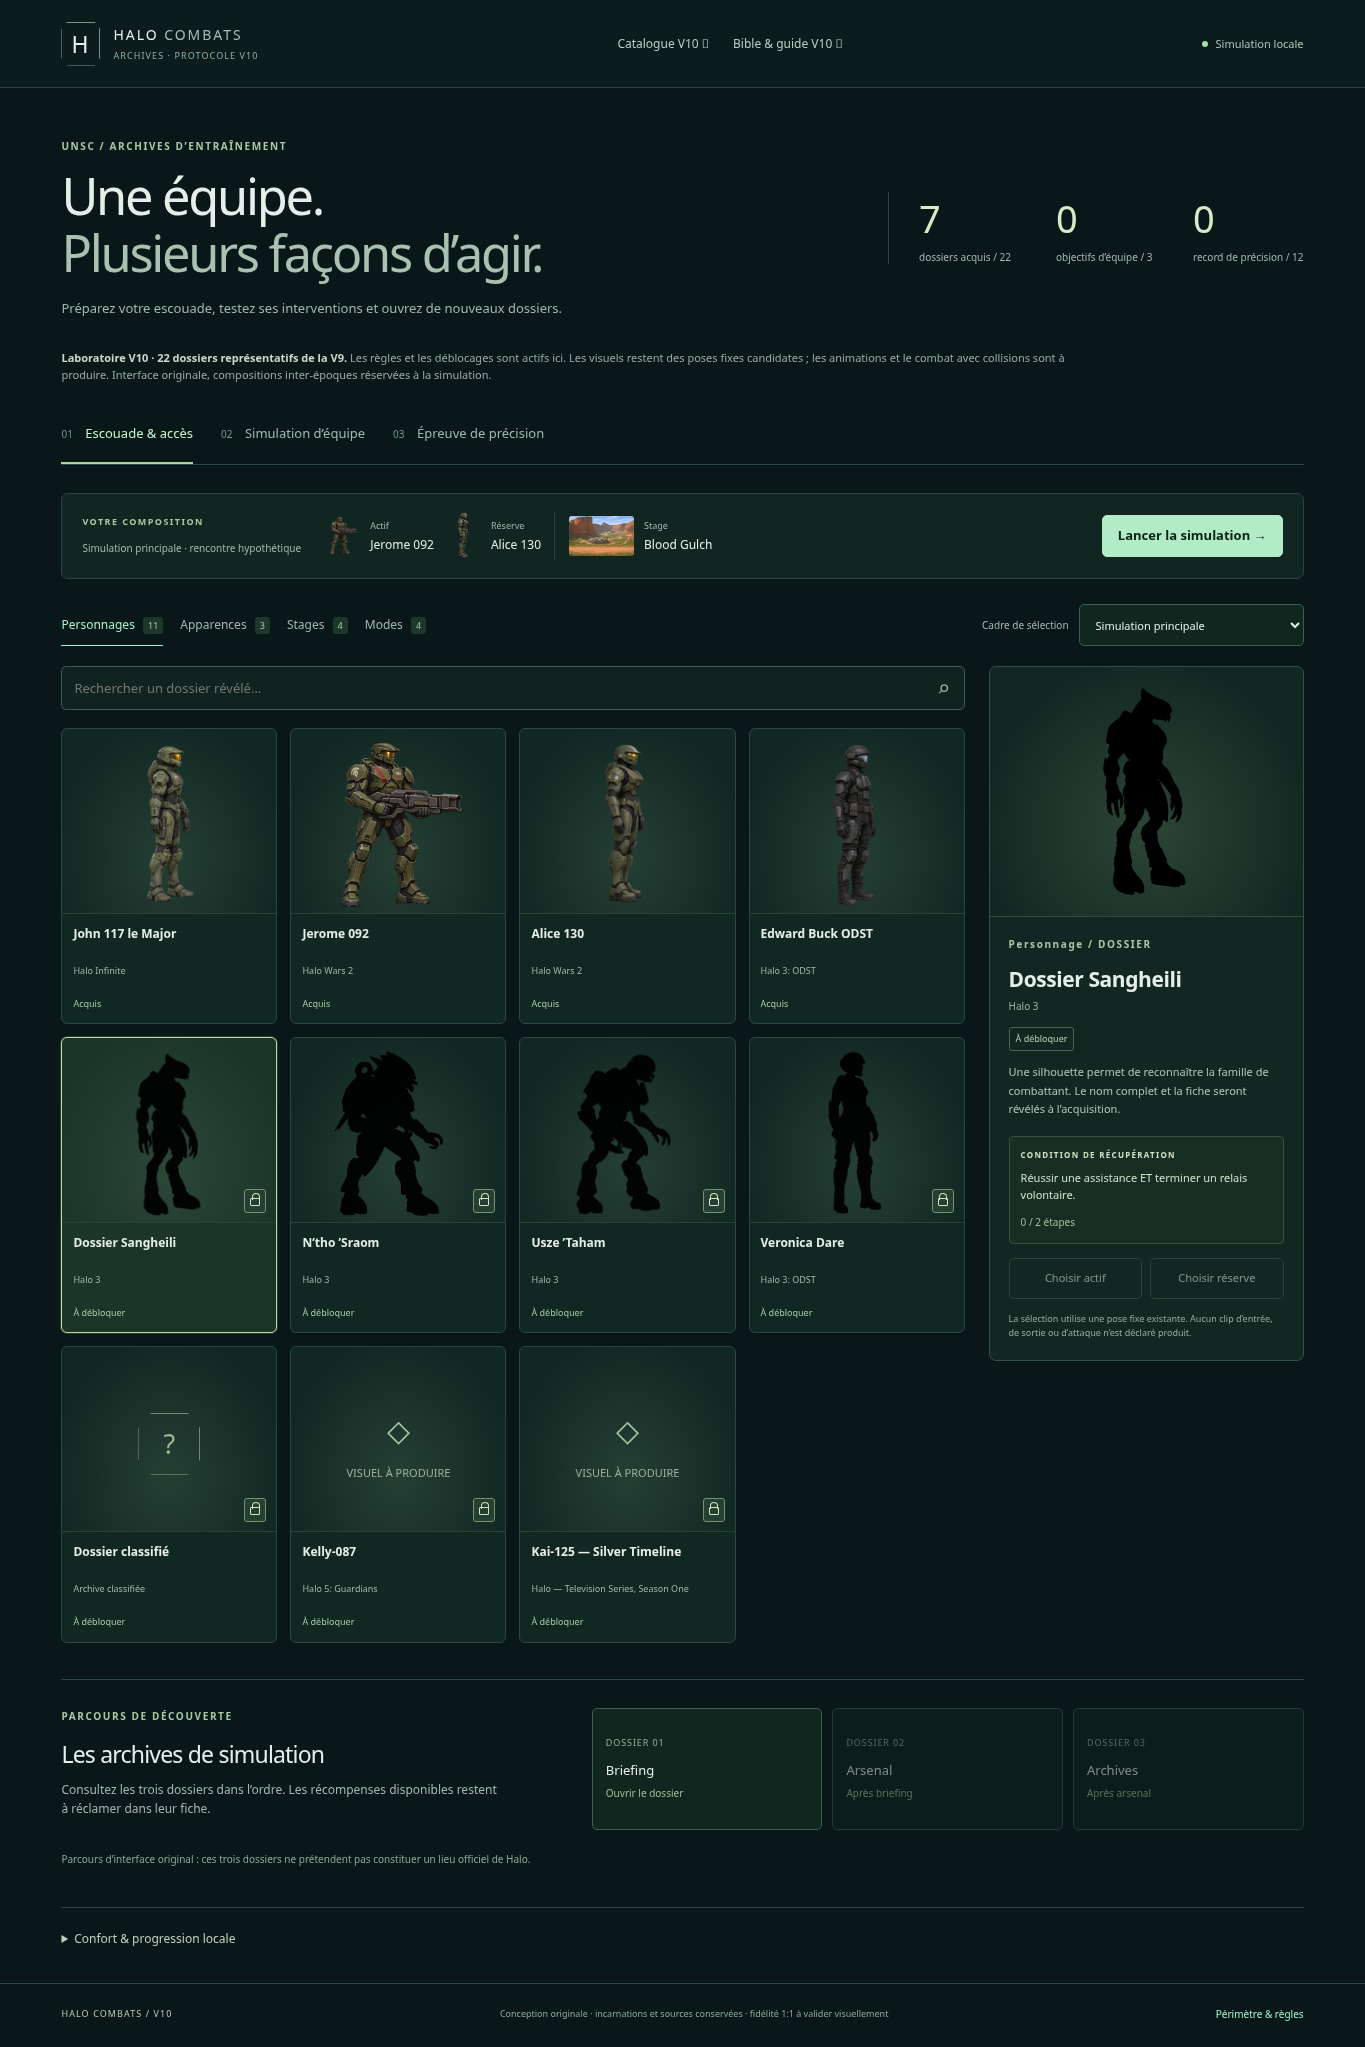 H
HALO COMBATS
ARCHIVES · PROTOCOLE V10
Catalogue V10
Bible & guide V10
Simulation locale
UNSC / ARCHIVES D’ENTRAÎNEMENT
Une équipe.
Plusieurs façons d’agir.
Préparez votre escouade, testez ses interventions et ouvrez de nouveaux dossiers.
7
dossiers acquis / 22
0
objectifs d’équipe / 3
0
record de précision / 12
Laboratoire V10 · 22 dossiers représentatifs de la V9. Les règles et les déblocages sont actifs ici. Les visuels restent des poses fixes candidates ; les animations et le combat avec collisions sont à
produire. Interface originale, compositions inter-époques réservées à la simulation.
01 Escouade & accès
02 Simulation d’équipe
03 Épreuve de précision
VOTRE COMPOSITION
Simulation principale · rencontre hypothétique
Actif
Jerome 092
Réserve
Alice 130
Stage
Blood Gulch
Lancer la simulation →
Personnages 11
Apparences 3
Stages 4
Modes 4
Cadre de sélection
Simulation principale
Rechercher un dossier révélé…
John 117 le Major
Halo Infinite
Acquis
Jerome 092
Halo Wars 2
Acquis
Alice 130
Halo Wars 2
Acquis
Edward Buck ODST
Halo 3: ODST
Acquis
Dossier Sangheili
Halo 3
À débloquer
N’tho ’Sraom
Halo 3
À débloquer
Usze ’Taham
Halo 3
À débloquer
Veronica Dare
Halo 3: ODST
À débloquer
?
Dossier classifié
Archive classifiée
À débloquer
VISUEL À PRODUIRE
Kelly-087
Halo 5: Guardians
À débloquer
VISUEL À PRODUIRE
Kai-125 — Silver Timeline
Halo — Television Series, Season One
À débloquer
Personnage / DOSSIER
Dossier Sangheili
Halo 3
À débloquer
Une silhouette permet de reconnaître la famille de
combattant. Le nom complet et la fiche seront
révélés à l’acquisition.
CONDITION DE RÉCUPÉRATION
Réussir une assistance ET terminer un relais
volontaire.
0 / 2 étapes
Choisir actif
Choisir réserve
La sélection utilise une pose fixe existante. Aucun clip d’entrée,
de sortie ou d’attaque n’est déclaré produit.
PARCOURS DE DÉCOUVERTE
Les archives de simulation
Consultez les trois dossiers dans l’ordre. Les récompenses disponibles restent
à réclamer dans leur fiche.
Parcours d’interface original : ces trois dossiers ne prétendent pas constituer un lieu officiel de Halo.
DOSSIER 01
Briefing
Ouvrir le dossier
DOSSIER 02
Arsenal
Après briefing
DOSSIER 03
Archives
Après arsenal
Confort & progression locale
HALO COMBATS / V10
Conception originale · incarnations et sources conservées · fidélité 1:1 à valider visuellement
Périmètre & règles